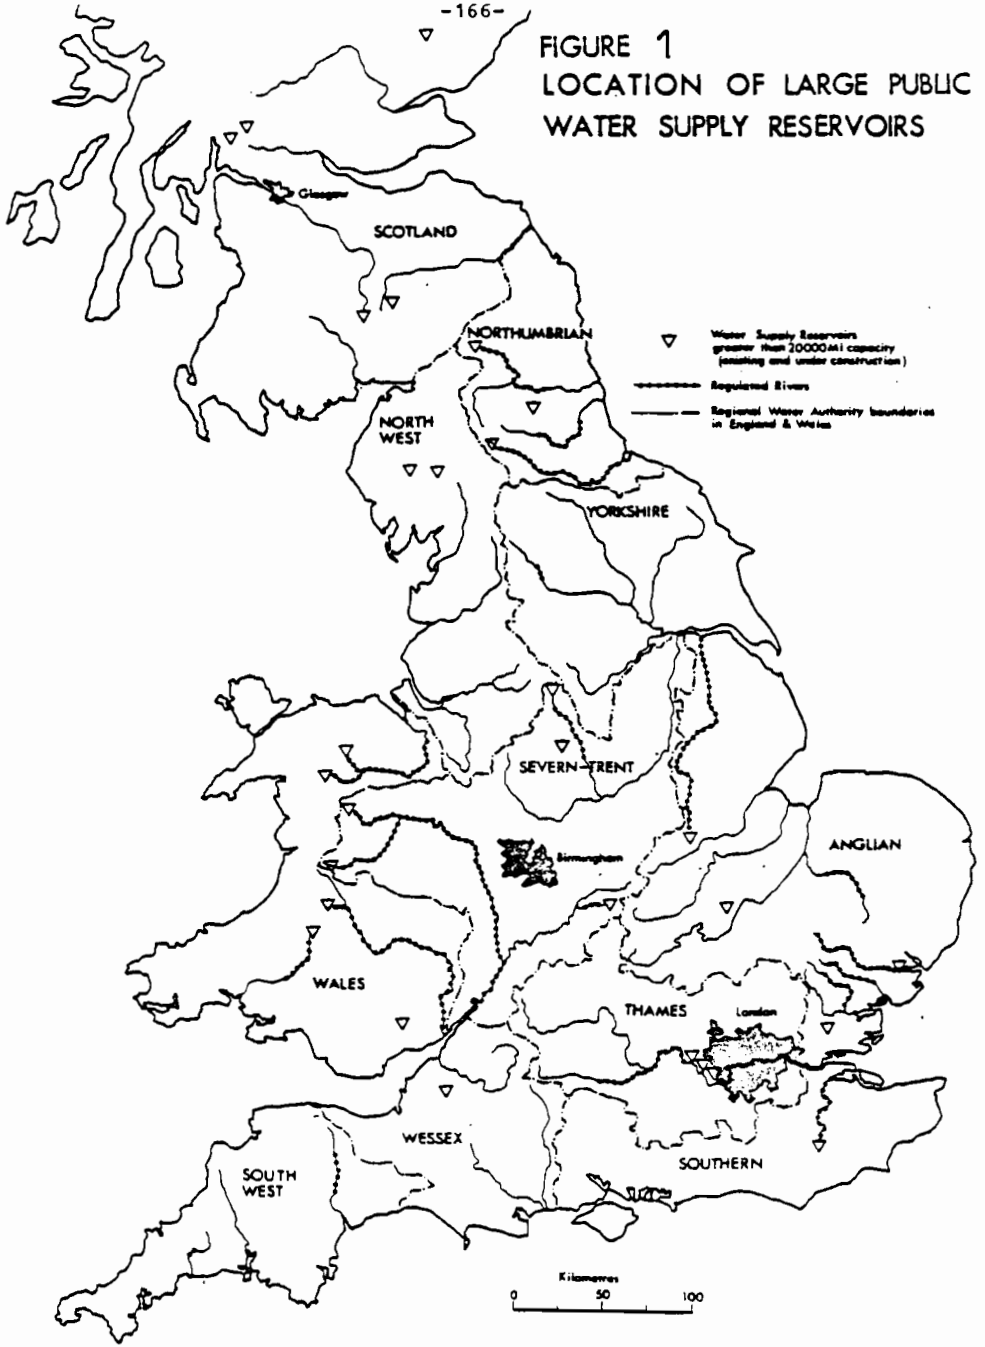 -166-
FIGURE 1
LOCATION OF LARGE PUBLIC
WATER SUPPLY RESERVOIRS
Glasgow
SCOTLAND
NORTHUMBRIAN
Water Supply Reservoirs
greater than 20000Ml capacity
(existing and under construction)
Regulated Rivers
Regional Water Authority boundaries
in England & Wales
NORTH
WEST
YORKSHIRE
SEVERN-TRENT
ANGLIAN
Birmingham
WALES
THAMES
London
WESSEX
SOUTHERN
SOUTH
WEST
Kilometres
0 50 100